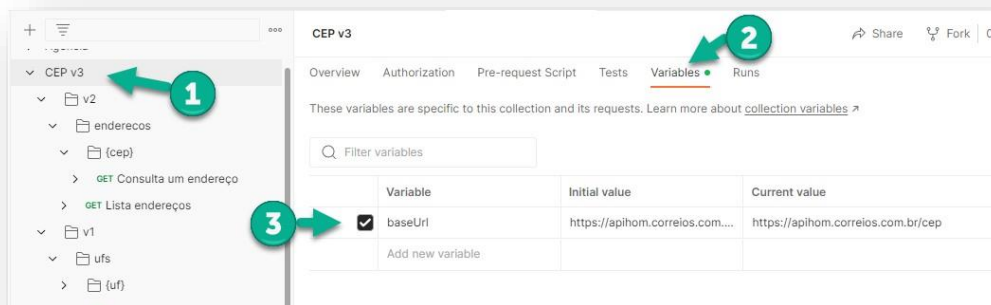 CEP v3
Share
Fork
CEP v3
Overview Authorization Pre-request Script Tests Variables Runs
v2
These variables are specific to this collection and its requests. Learn more about collection variables
enderecos
{cep}
Filter variables
GET Consulta um endereço
Variable Initial value Current value
GET Lista endereços
baseUrl https://apihom.correios.com.... https://apihom.correios.com.br/cep
v1
Add new variable
ufs
{uf}
1
2
3